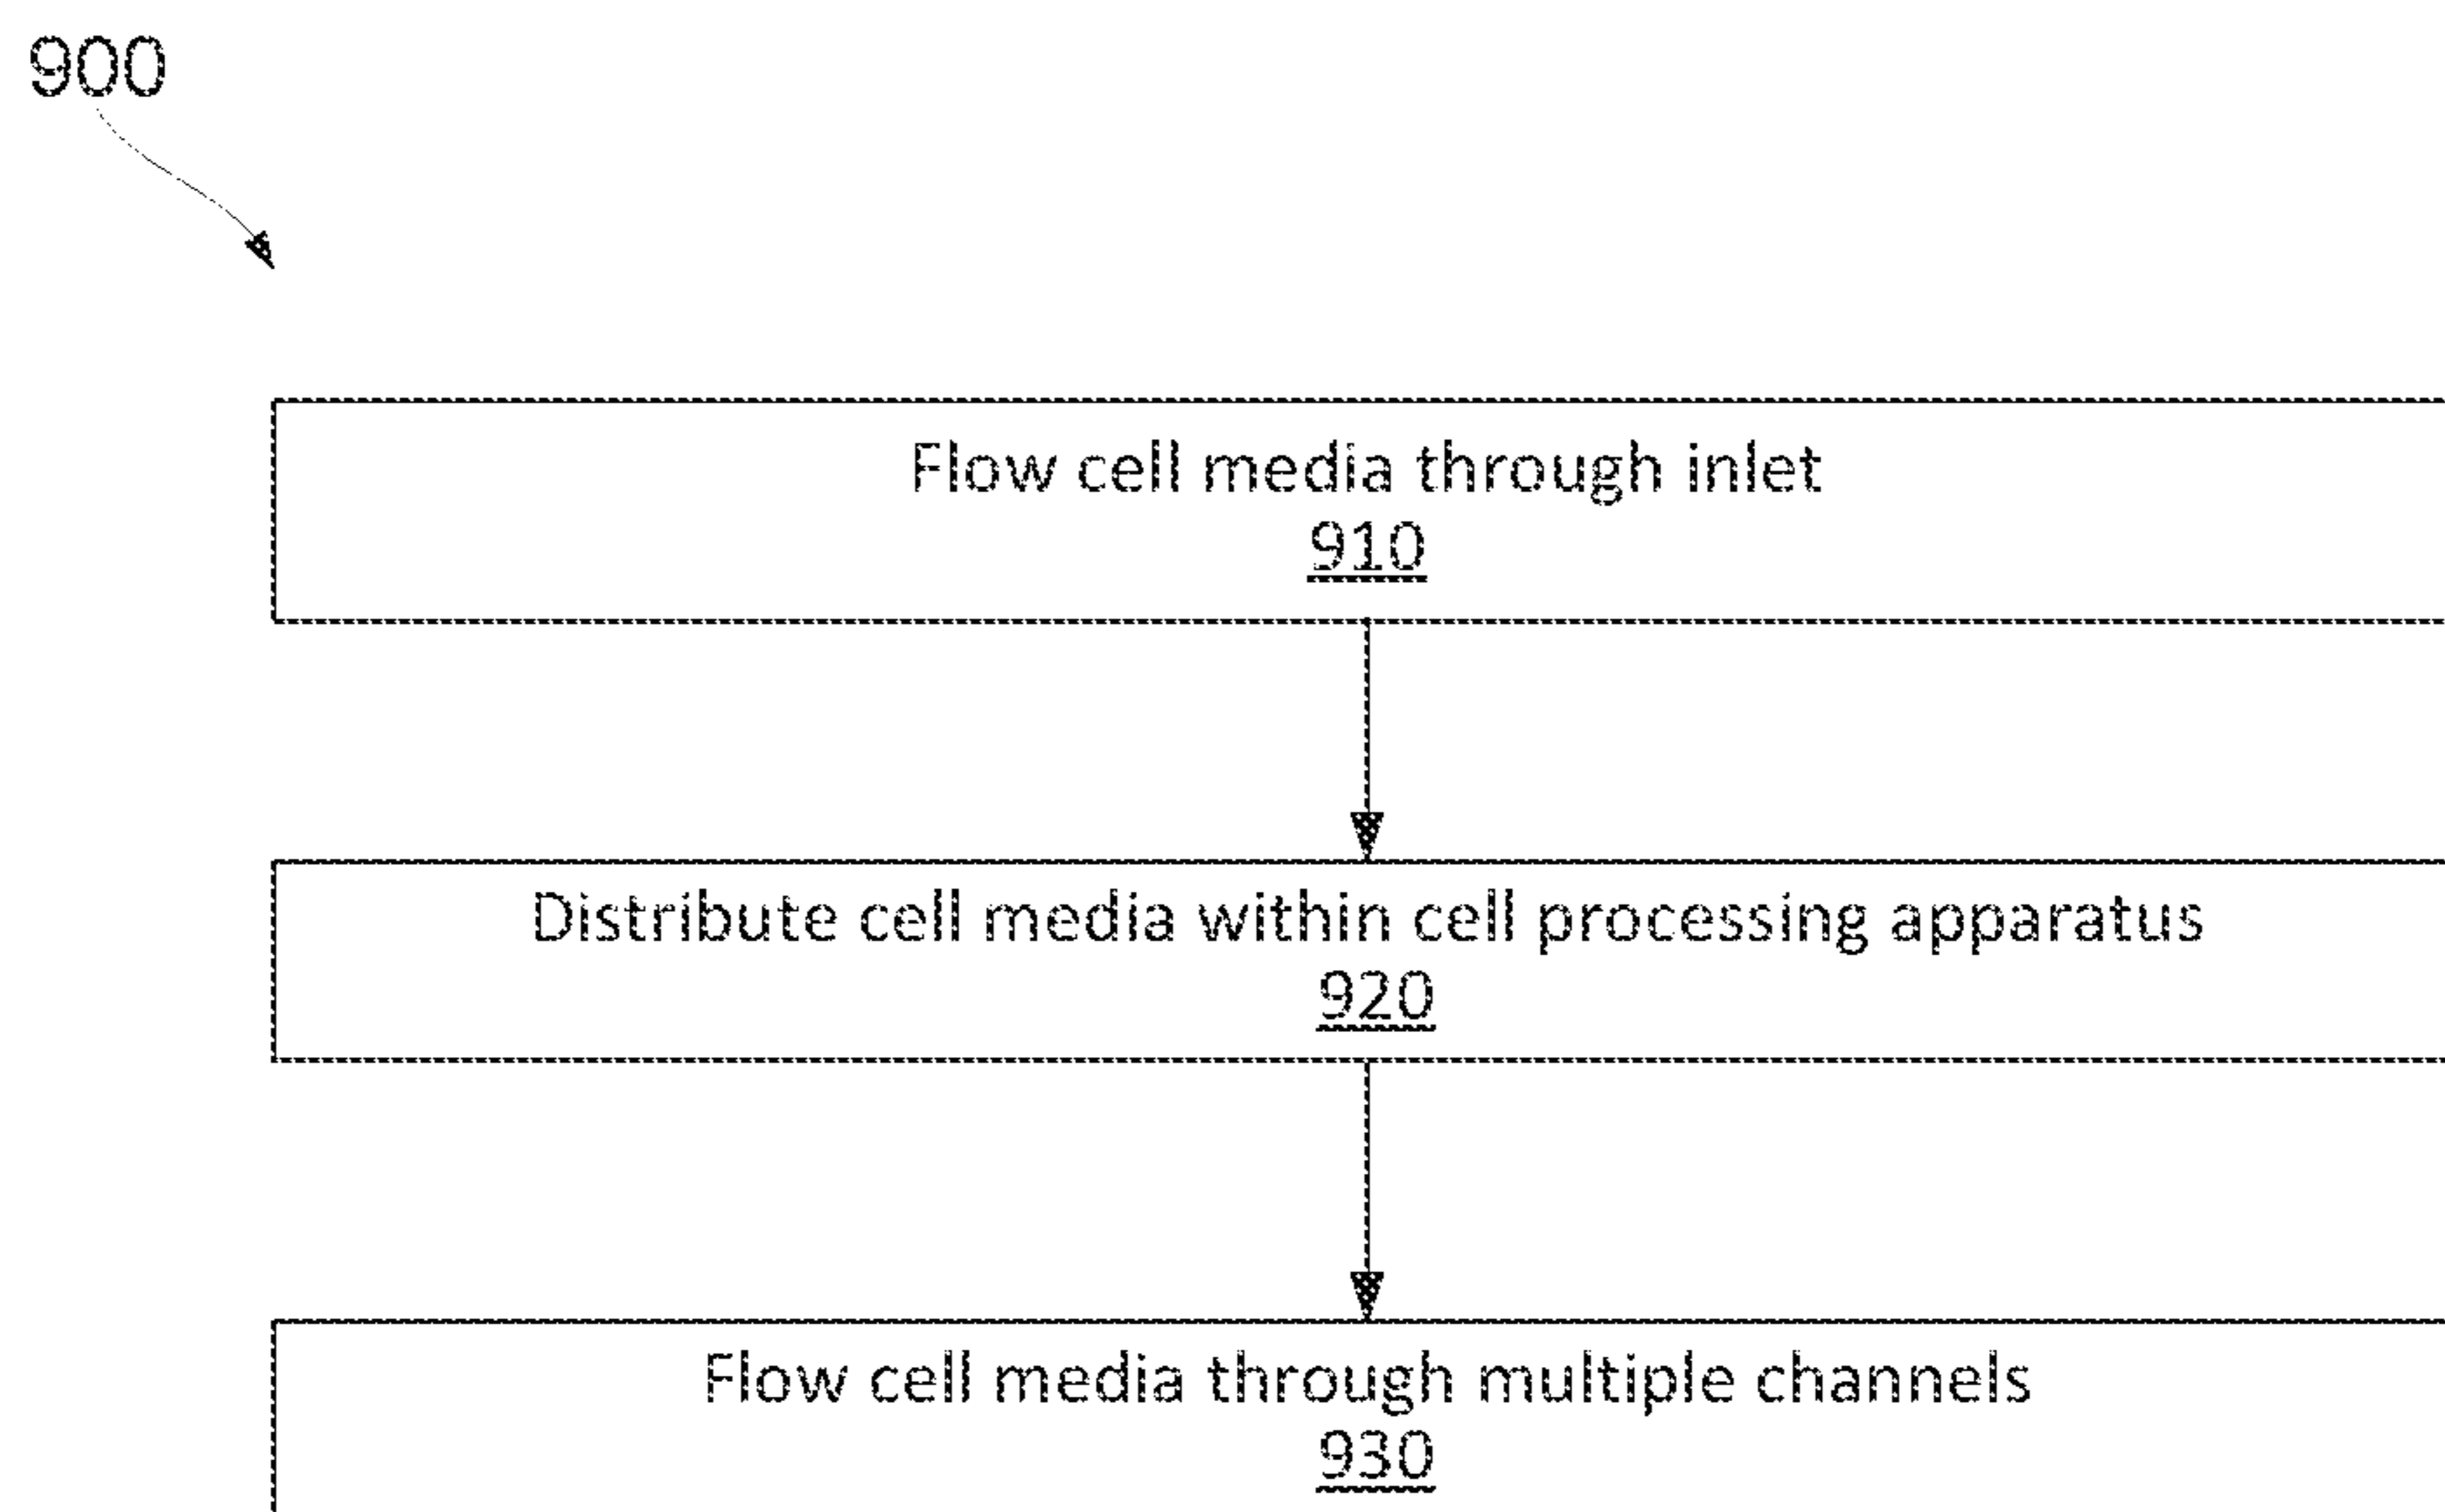 900
Flow cell media through inlet
910
Distribute cell media within cell processing apparatus
920
Flow cell media through multiple channels
930